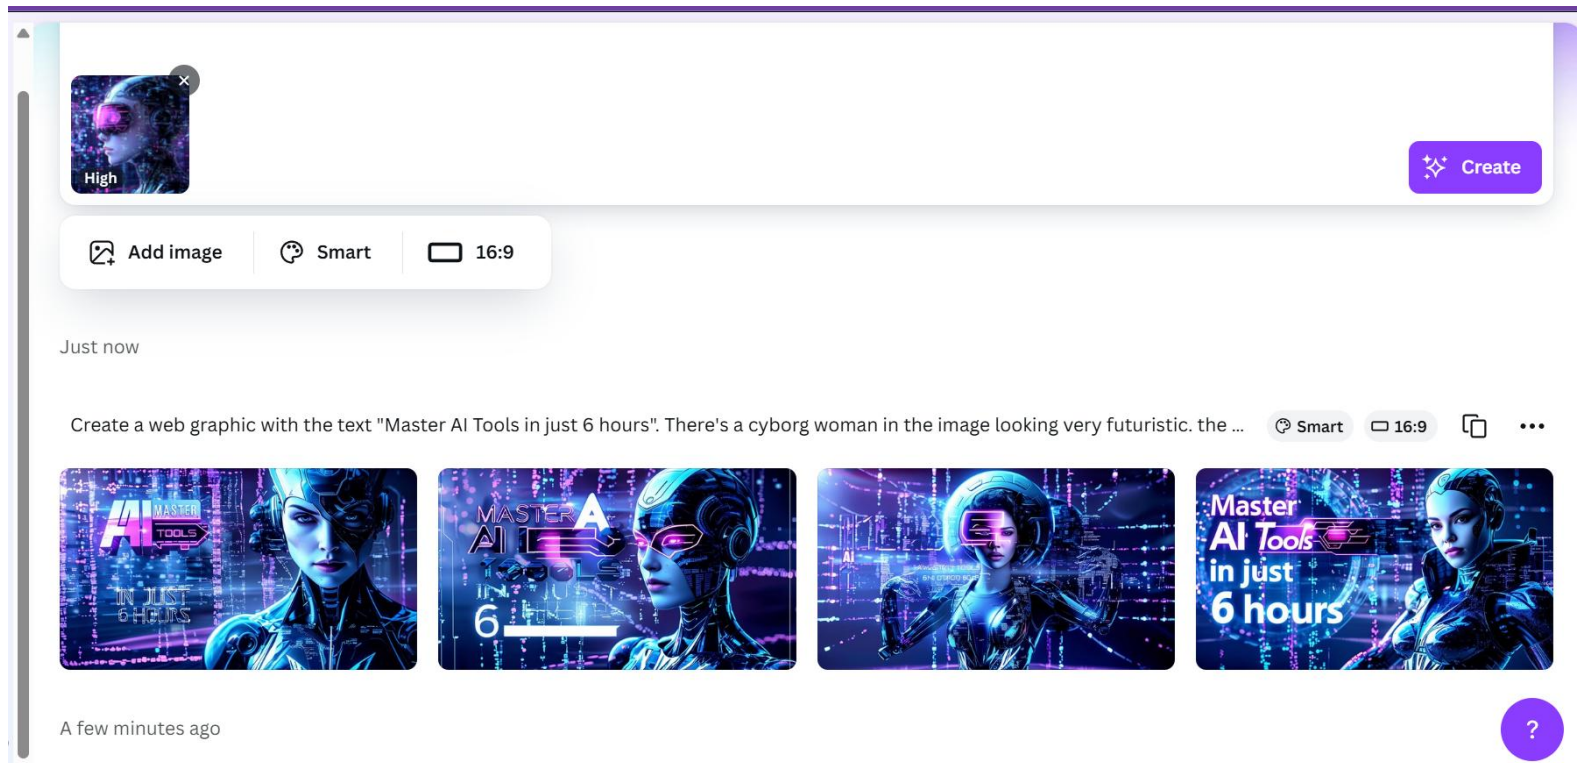 High
Create
Add image
Smart
16:9
Just now
Create a web graphic with the text "Master AI Tools in just 6 hours". There's a cyborg woman in the image looking very futuristic. the ...
Smart
16:9
AI MASTER
TOOLS
IN JUST
6 HOURS
MASTER A
AI
6
AI
Master
AI Tools
in just
6 hours
A few minutes ago
?